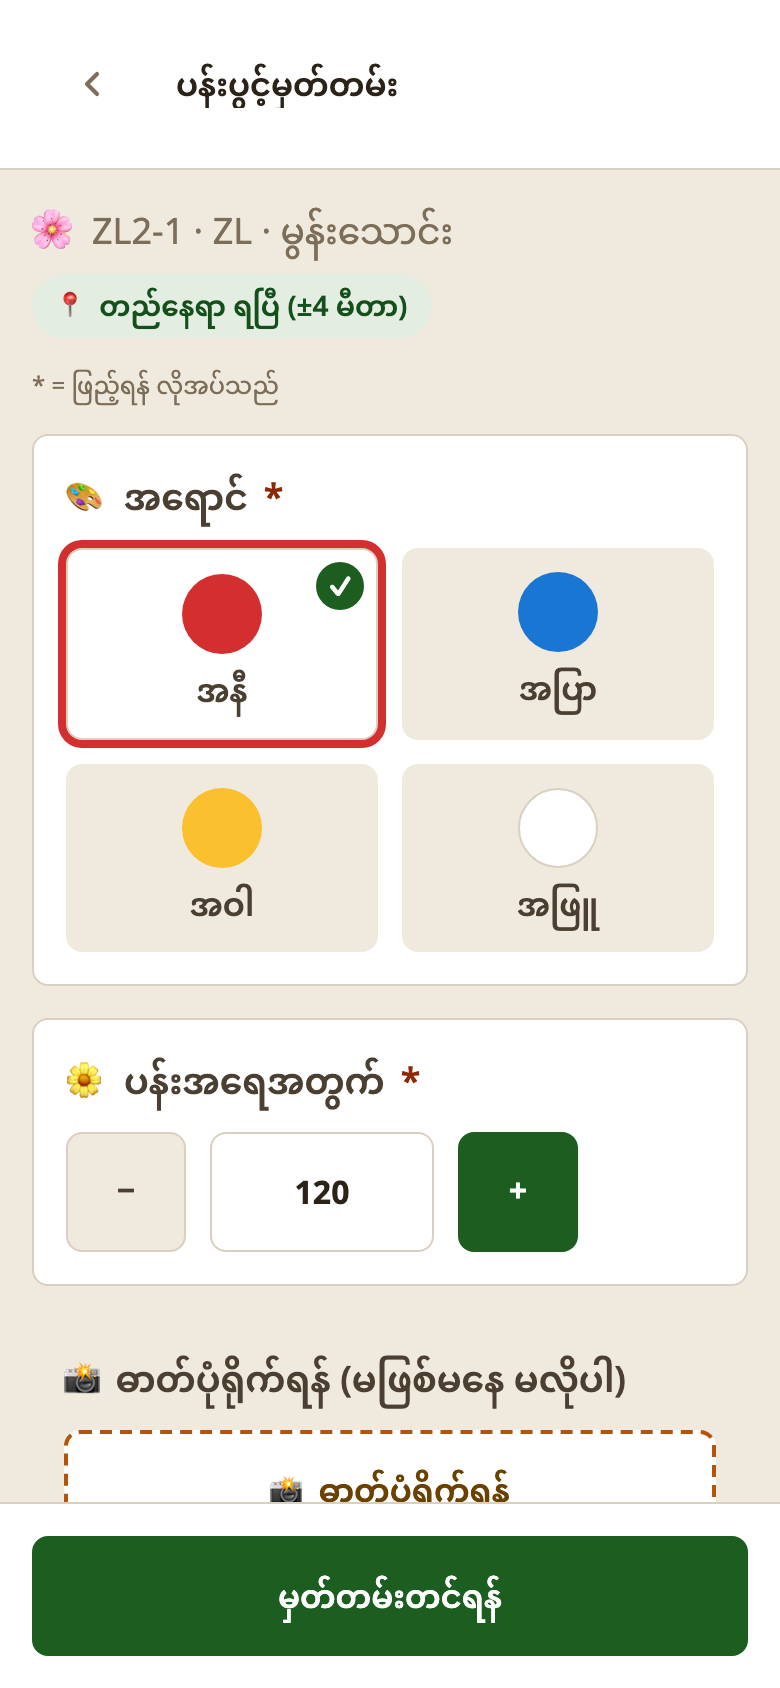 ပန်းပွင့်မှတ်တမ်း
ZL2-1 · ZL · မွန်းသောင်း
တည်နေရာ ရပြီ (±4 မီတာ)
* = ဖြည့်ရန် လိုအပ်သည်
အရောင် *
အနီ
အပြာ
အဝါ
အဖြူ
ပန်းအရေအတွက် *
−
120
+
ဓာတ်ပုံရိုက်ရန် (မဖြစ်မနေ မလိုပါ)
ဓာတ်ပုံရိုက်ရန်
မှတ်တမ်းတင်ရန်